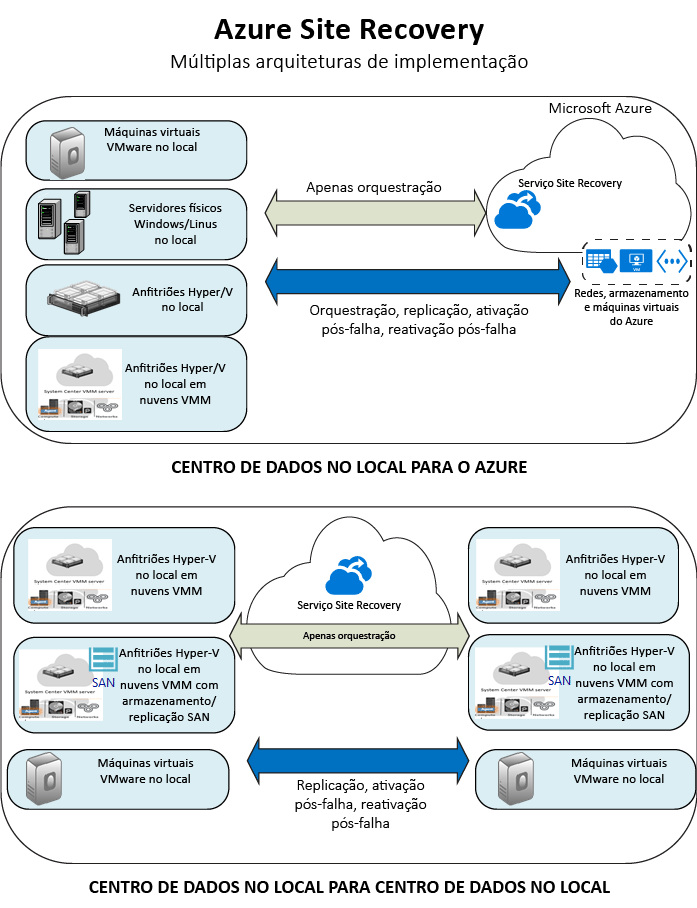 Azure Site Recovery
Múltiplas arquiteturas de implementação
Microsoft Azure
Máquinas virtuais
VMware no local
Servidores físicos
Windows/Linus
no local
Anfitriões Hyper/V
no local
System Center VMM server
Compute
Storage
Networks
Anfitriões Hyper/V
no local em
nuvens VMM
Apenas orquestração
Serviço Site Recovery
VM
Orquestração, replicação, ativação
pós-falha, reativação pós-falha
Redes, armazenamento
e máquinas virtuais
do Azure
CENTRO DE DADOS NO LOCAL PARA O AZURE
System Center VMM server
Compute
Storage
Networks
Anfitriões Hyper-V
no local em
nuvens VMM
SAN
System Center VMM server
Compute
Storage
Networks
Anfitriões Hyper-V
no local em
nuvens VMM com
armazenamento/
replicação SAN
Máquinas virtuais
VMware no local
Serviço Site Recovery
Apenas orquestração
Replicação, ativação
pós-falha, reativação
pós-falha
System Center VMM server
Compute
Storage
Networks
Anfitriões Hyper-V
no local em
nuvens VMM
SAN
System Center VMM server
Compute
Storage
Networks
Anfitriões Hyper-V
no local em
nuvens VMM com
armazenamento/
replicação SAN
Máquinas virtuais
VMware no local
CENTRO DE DADOS NO LOCAL PARA CENTRO DE DADOS NO LOCAL